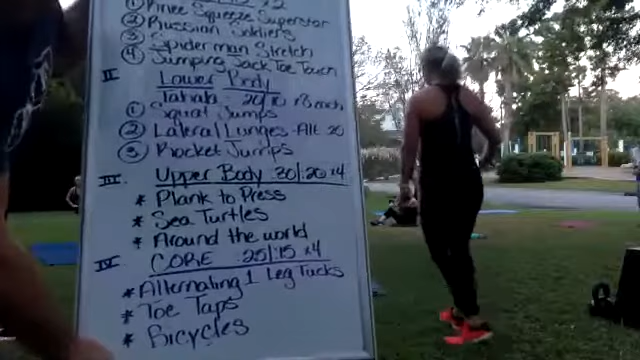 ① Knee Squeeze Superstar
② Russian Soldiers
③ Spiderman Stretch
④ Jumping Jack Toe Touch
II Lower Body
Tabata 20/10 x8 each
① Squat Jumps
② Lateral Lunges - Alt 20
③ Rocket Jumps
III Upper Body :30/:20 x4
* Plank to Press
* Sea Turtles
* Around the world
IV CORE :25/:15 x4
* Alternating 1 Leg Tucks
* Toe Taps
* Bicycles